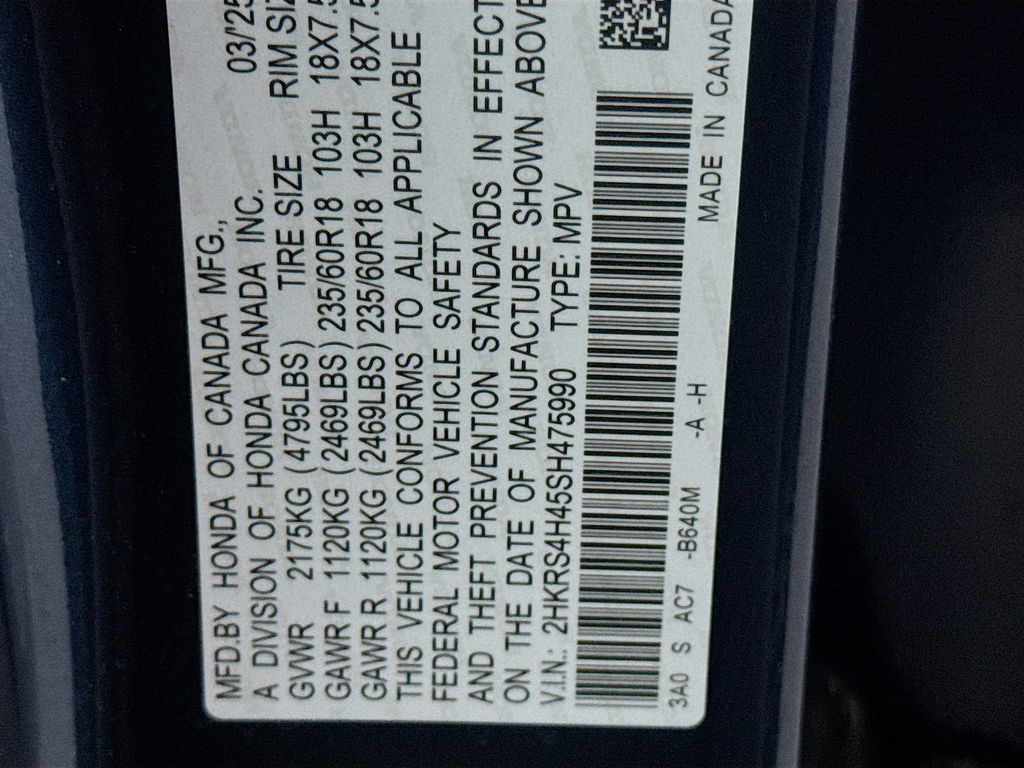 MFD.BY HONDA OF CANADA MFG.,
A DIVISION OF HONDA CANADA INC. 03/'25
GVWR 2175KG (4795LBS) TIRE SIZE RIM SIZ
GAWR F 1120KG (2469LBS) 235/60R18 103H 18X7.5
GAWR R 1120KG (2469LBS) 235/60R18 103H 18X7.5
THIS VEHICLE CONFORMS TO ALL APPLICABLE
FEDERAL MOTOR VEHICLE SAFETY
AND THEFT PREVENTION STANDARDS IN EFFECT
ON THE DATE OF MANUFACTURE SHOWN ABOVE
V.I.N.: 2HKRS4H45SH475990 TYPE: MPV
3A0 S AC7 -B640M -A -H MADE IN CANADA